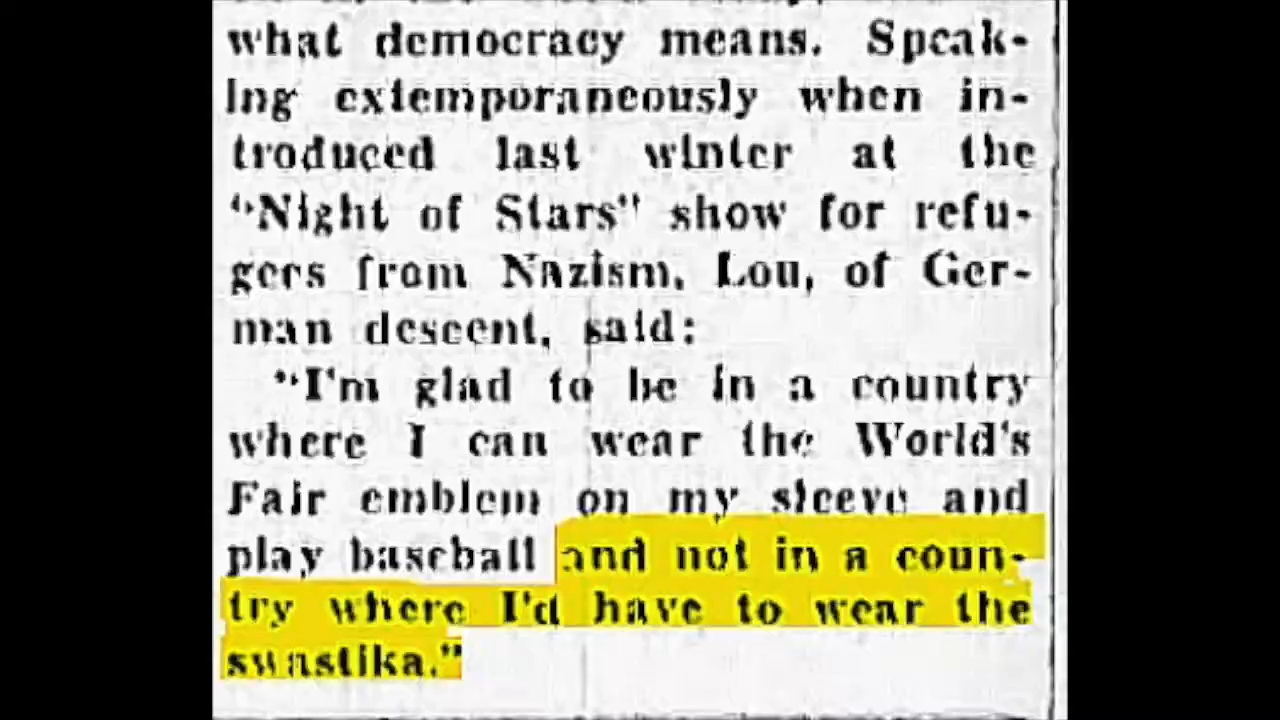 what democracy means. Speak-
ing extemporaneously when in-
troduced last winter at the
"Night of Stars" show for refu-
gees from Nazism, Lou, of Ger-
man descent, said:
"I'm glad to be in a country
where I can wear the World's
Fair emblem on my sleeve and
play baseball and not in a coun-
try where I'd have to wear the
swastika."